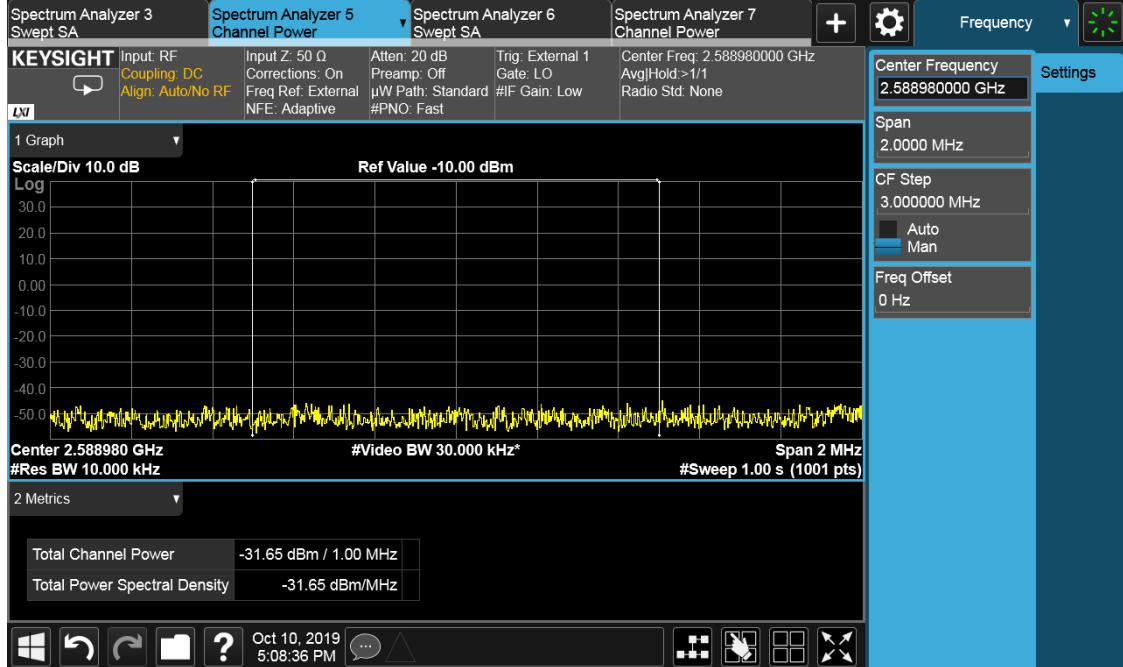 Spectrum Analyzer 3
Swept SA
Spectrum Analyzer 5
Channel Power
Spectrum Analyzer 6
Swept SA
Spectrum Analyzer 7
Channel Power
+
Frequency
KEYSIGHT
LXI
Input: RF
Coupling: DC
Align: Auto/No RF
Input Z: 50 Ω
Corrections: On
Freq Ref: External
NFE: Adaptive
Atten: 20 dB
Preamp: Off
µW Path: Standard
#PNO: Fast
Trig: External 1
Gate: LO
#IF Gain: Low
Center Freq: 2.588980000 GHz
Avg|Hold:>1/1
Radio Std: None
Center Frequency
2.588980000 GHz
Settings
Span
2.0000 MHz
CF Step
3.000000 MHz
Auto
Man
Freq Offset
0 Hz
1 Graph
Scale/Div 10.0 dB
Ref Value -10.00 dBm
Log
30.0
20.0
10.0
0.00
-10.0
-20.0
-30.0
-40.0
-50.0
Center 2.588980 GHz
#Video BW 30.000 kHz*
Span 2 MHz
#Res BW 10.000 kHz
#Sweep 1.00 s (1001 pts)
2 Metrics
Total Channel Power -31.65 dBm / 1.00 MHz
Total Power Spectral Density -31.65 dBm/MHz
?
Oct 10, 2019
5:08:36 PM